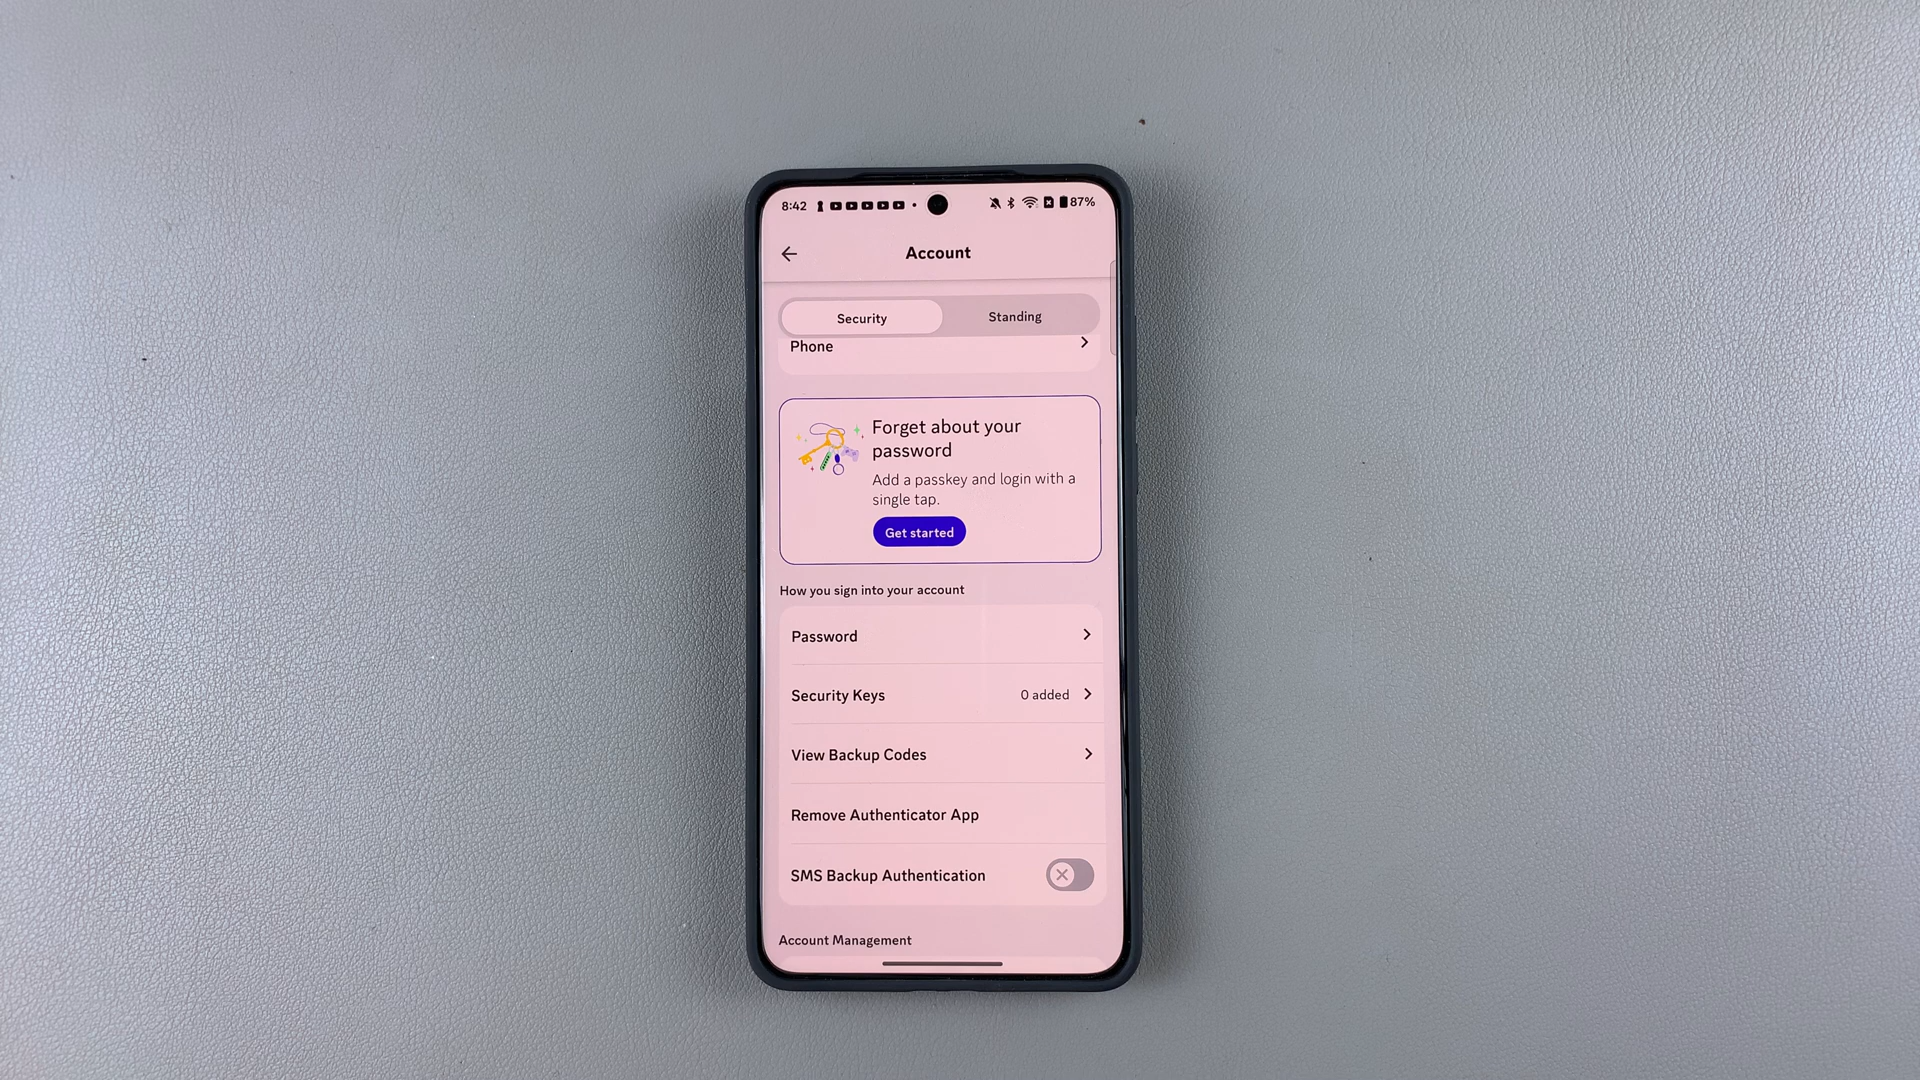 8:42 87%
Account
Security Standing
Phone
Forget about your
password
Add a passkey and login with a
single tap.
Get started
How you sign into your account
Password
Security Keys 0 added
View Backup Codes
Remove Authenticator App
SMS Backup Authentication
Account Management